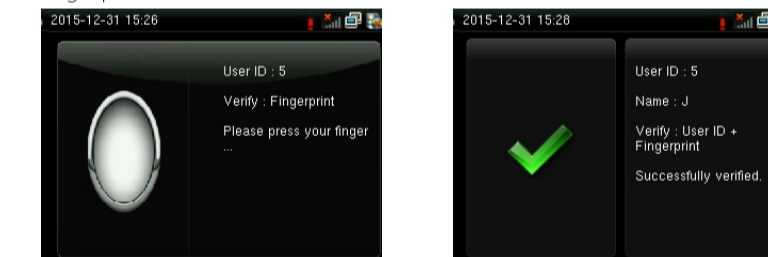 2015-12-31 15:26
User ID : 5
Verify : Fingerprint
Please press your finger
...
2015-12-31 15:28
User ID : 5
Name : J
Verify : User ID +
Fingerprint
Successfully verified.